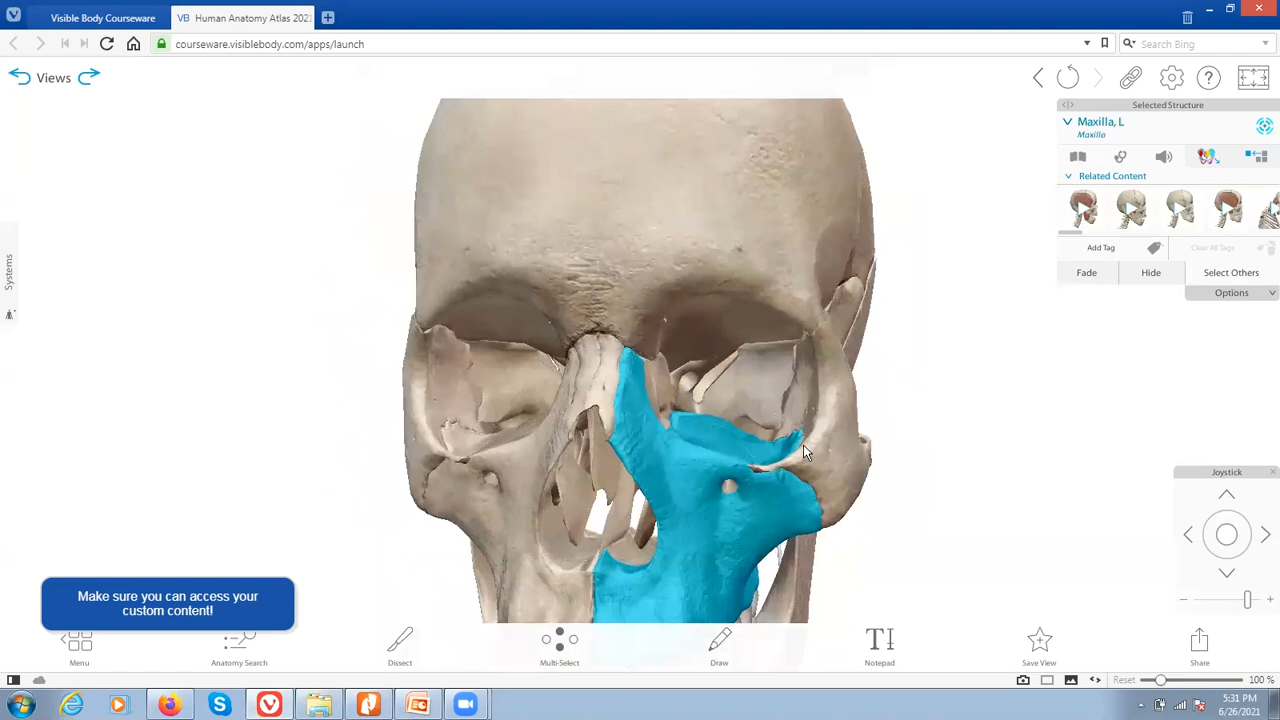 Visible Body Courseware
VB Human Anatomy Atlas 2021
courseware.visiblebody.com/apps/launch
Search Bing
Views
Selected Structure
Maxilla, L
Maxilla
Related Content
Add Tag
Clear All Tags
Fade
Hide
Select Others
Options
Systems
Joystick
Make sure you can access your
custom content!
Menu
Anatomy Search
Dissect
Multi-Select
Draw
Notepad
Save View
Share
Reset
100 %
5:31 PM
6/26/2021